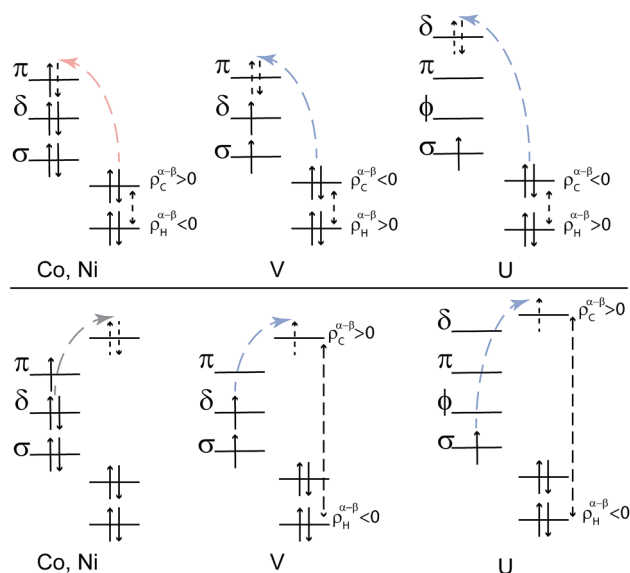 δ
π π π
δ δ ϕ
σ σ σ
ρ_C^{α–β}>0 ρ_C^{α–β}<0 ρ_C^{α–β}<0
ρ_H^{α–β}<0 ρ_H^{α–β}>0 ρ_H^{α–β}>0
Co, Ni V U
ρ_C^{α–β}>0 ρ_C^{α–β}>0
δ
π π π
δ δ ϕ
σ σ σ
ρ_H^{α–β}<0 ρ_H^{α–β}<0
Co, Ni V U